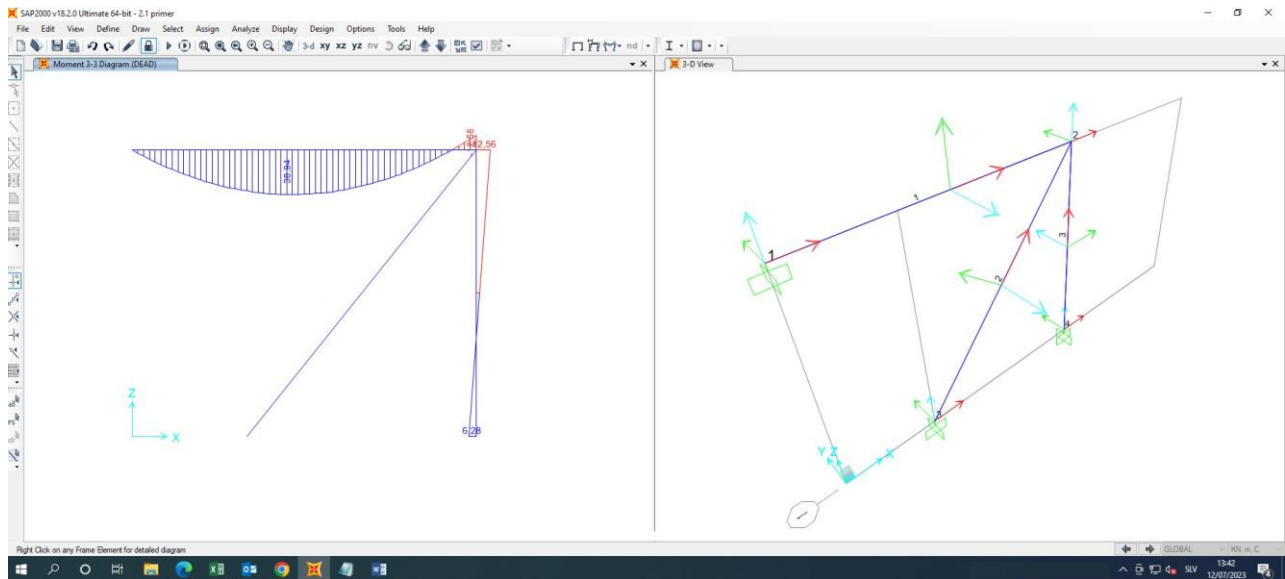 SAP2000 v18.2.0 Ultimate 64-bit - 2.1 primer
File Edit View Define Draw Select Assign Analyze Display Design Options Tools Help
3-d xy xz yz nv
nd
Moment 3-3 Diagram (DEAD)
3-D View
12,56
38,94
6,28
Z
X
1
1
2
2
3
3
4
Y Z
X
Right Click on any Frame Element for detailed diagram
GLOBAL
KN, m, C
SLV
13:42
12/07/2023